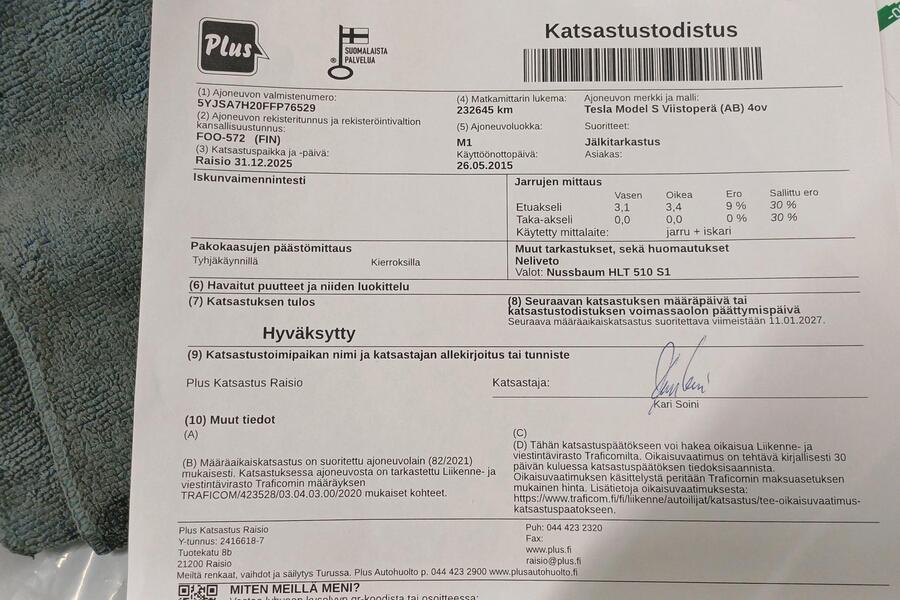 Plus
SUOMALAISTA
PALVELUA
Katsastustodistus
(1) Ajoneuvon valmistenumero:
5YJSA7H20FFP76529
(2) Ajoneuvon rekisteritunnus ja rekisteröintivaltion
kansallisuustunnus:
FOO-572 (FIN)
(3) Katsastuspaikka ja -päivä:
Raisio 31.12.2025
(4) Matkamittarin lukema:
232645 km
(5) Ajoneuvoluokka:
M1
Käyttöönottopäivä:
26.05.2015
Ajoneuvon merkki ja malli:
Tesla Model S Viistoperä (AB) 4ov
Suoritteet:
Jälkitarkastus
Asiakas:
Iskunvaimennintesti
Jarrujen mittaus
Vasen Oikea Ero Sallittu ero
Etuakseli 3,1 3,4 9 % 30 %
Taka-akseli 0,0 0,0 0 % 30 %
Käytetty mittalaite: jarru + iskari
Pakokaasujen päästömittaus
Tyhjäkäynnillä Kierroksilla
Muut tarkastukset, sekä huomautukset
Neliveto
Valot: Nussbaum HLT 510 S1
(6) Havaitut puutteet ja niiden luokittelu
(7) Katsastuksen tulos
Hyväksytty
(8) Seuraavan katsastuksen määräpäivä tai
katsastustodistuksen voimassaolon päättymispäivä
Seuraava määräaikaiskatsastus suoritettava viimeistään 11.01.2027.
(9) Katsastustoimipaikan nimi ja katsastajan allekirjoitus tai tunniste
Plus Katsastus Raisio
Katsastaja:
Kari Soini
(10) Muut tiedot
(A)
(B) Määräaikaiskatsastus on suoritettu ajoneuvolain (82/2021)
mukaisesti. Katsastuksessa ajoneuvosta on tarkastettu Liikenne- ja
viestintävirasto Traficomin määräyksen
TRAFICOM/423528/03.04.03.00/2020 mukaiset kohteet.
(C)
(D) Tähän katsastuspäätökseen voi hakea oikaisua Liikenne- ja
viestintävirasto Traficomilta. Oikaisuvaatimus on tehtävä kirjallisesti 30
päivän kuluessa katsastuspäätöksen tiedoksisaannista.
Oikaisuvaatimuksen käsittelystä peritään Traficomin maksuasetuksen
mukainen hinta. Lisätietoja oikaisuvaatimuksesta:
https://www.traficom.fi/fi/liikenne/autoilijat/katsastus/tee-oikaisuvaatimus-
katsastuspaatokseen.
Plus Katsastus Raisio
Y-tunnus: 2416618-7
Tuotekatu 8b
21200 Raisio
Puh: 044 423 2320
Fax:
www.plus.fi
raisio@plus.fi
Meiltä renkaat, vaihdot ja säilytys Turussa. Plus Autohuolto p. 044 423 2900 www.plusautohuolto.fi
MITEN MEILLÄ MENI?